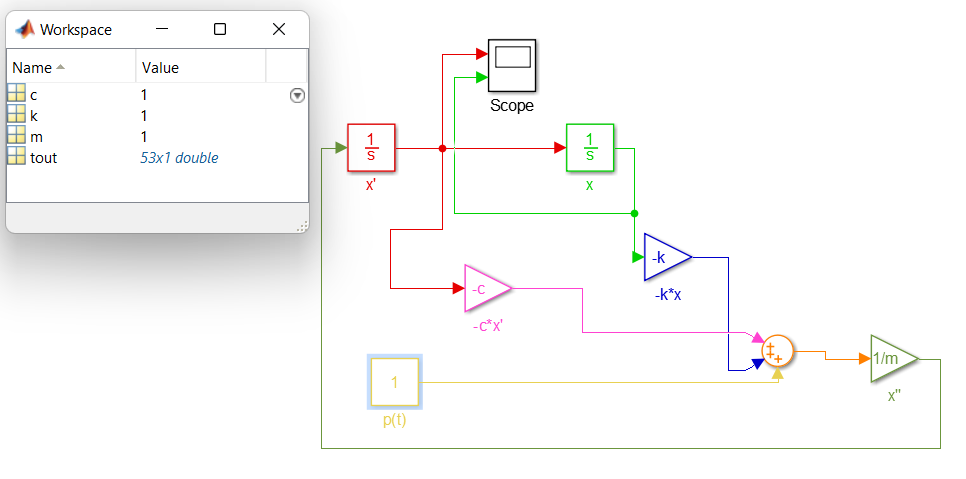 Workspace
Name Value
c 1
k 1
m 1
tout 53x1 double
Scope
1
s
x'
1
s
x
-k
-k*x
-c
-c*x'
+
+
+
1/m
x''
1
p(t)